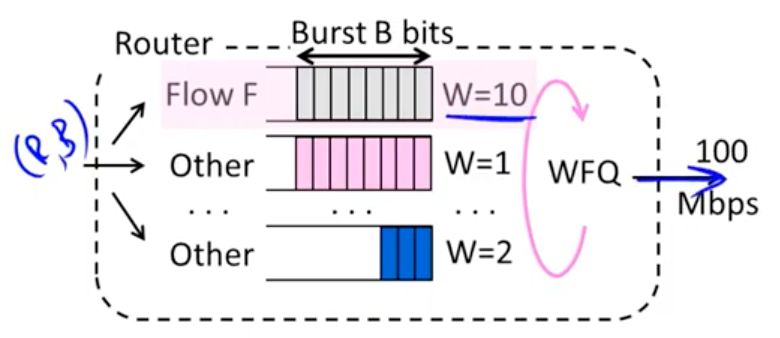 Router Burst B bits
Flow F W=10
(R,B)
Other W=1 WFQ 100
Mbps
... ... ...
Other W=2